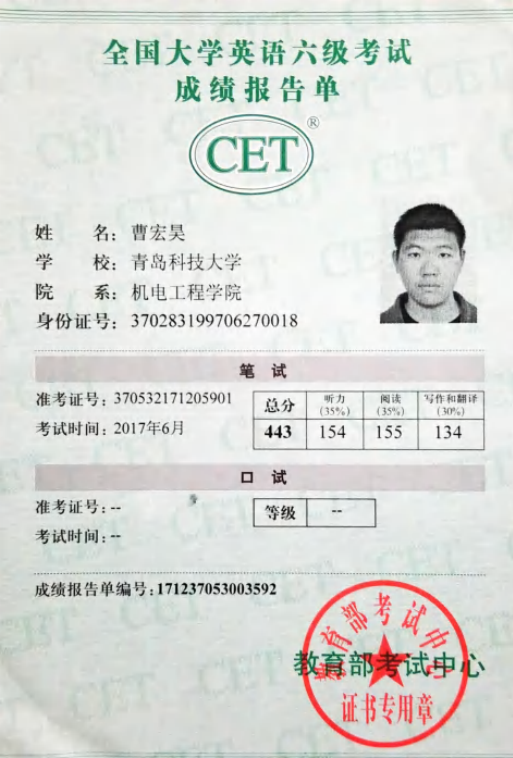 全国大学英语六级考试
成绩报告单
CET®
姓 名：曹宏昊
学 校：青岛科技大学
院 系：机电工程学院
身份证号：370283199706270018
笔 试
准考证号：370532171205901
考试时间：2017年6月
总分 听力(35%) 阅读(35%) 写作和翻译(30%)
443 154 155 134
口 试
准考证号：--
等级 --
考试时间：--
成绩报告单编号：171237053003592
教育部考试中心
教育部考试中心
证书专用章